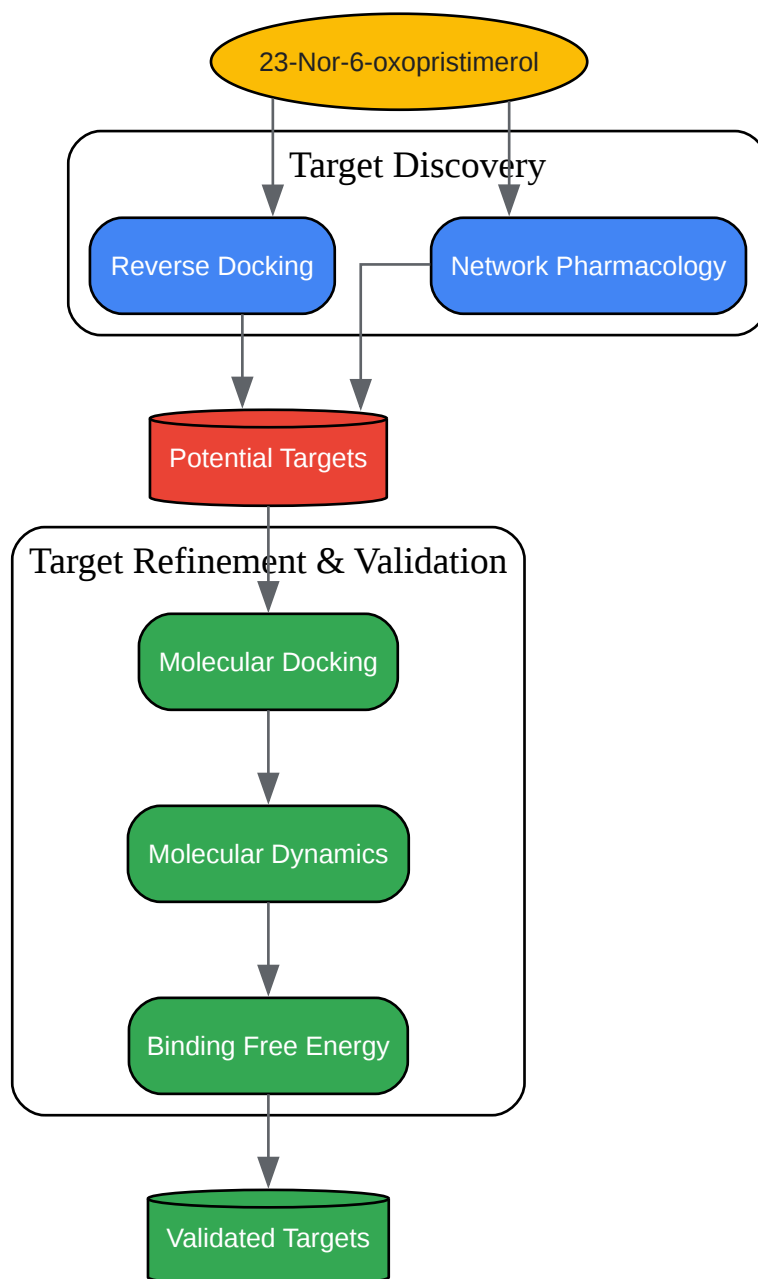 23-Nor-6-oxopristimerol
Target Discovery
Reverse Docking
Network Pharmacology
Potential Targets
Target Refinement & Validation
Molecular Docking
Molecular Dynamics
Binding Free Energy
Validated Targets